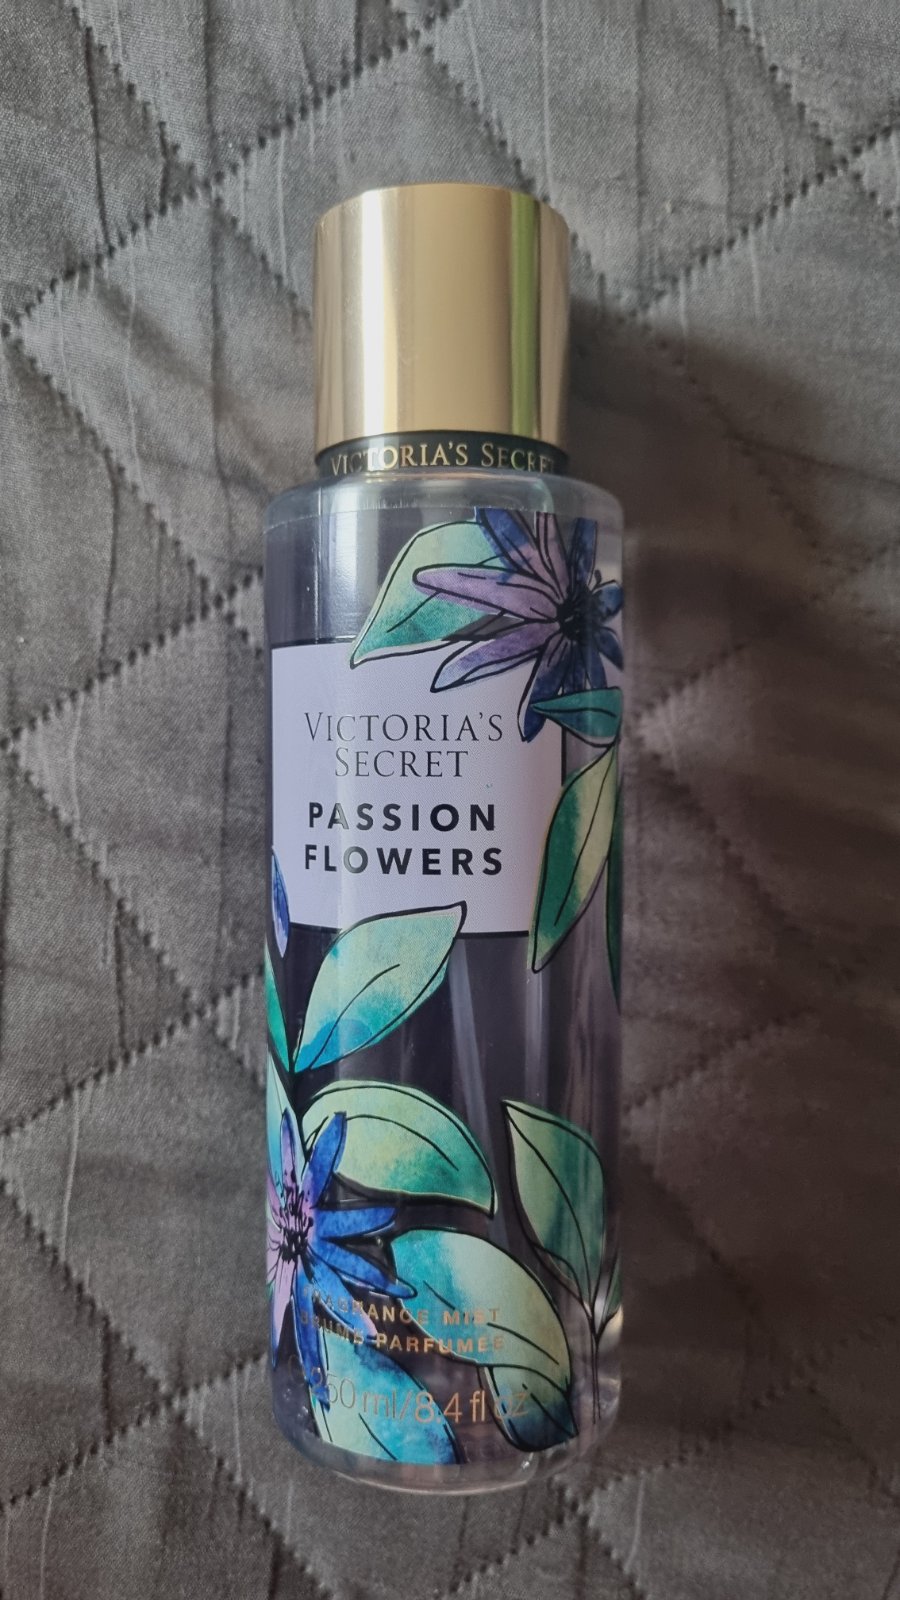 VICTORIA'S SECRET
VICTORIA'S
SECRET
PASSION
FLOWERS
FRAGRANCE MIST
BRUME PARFUMÉE
250 ml/8.4 fl oz